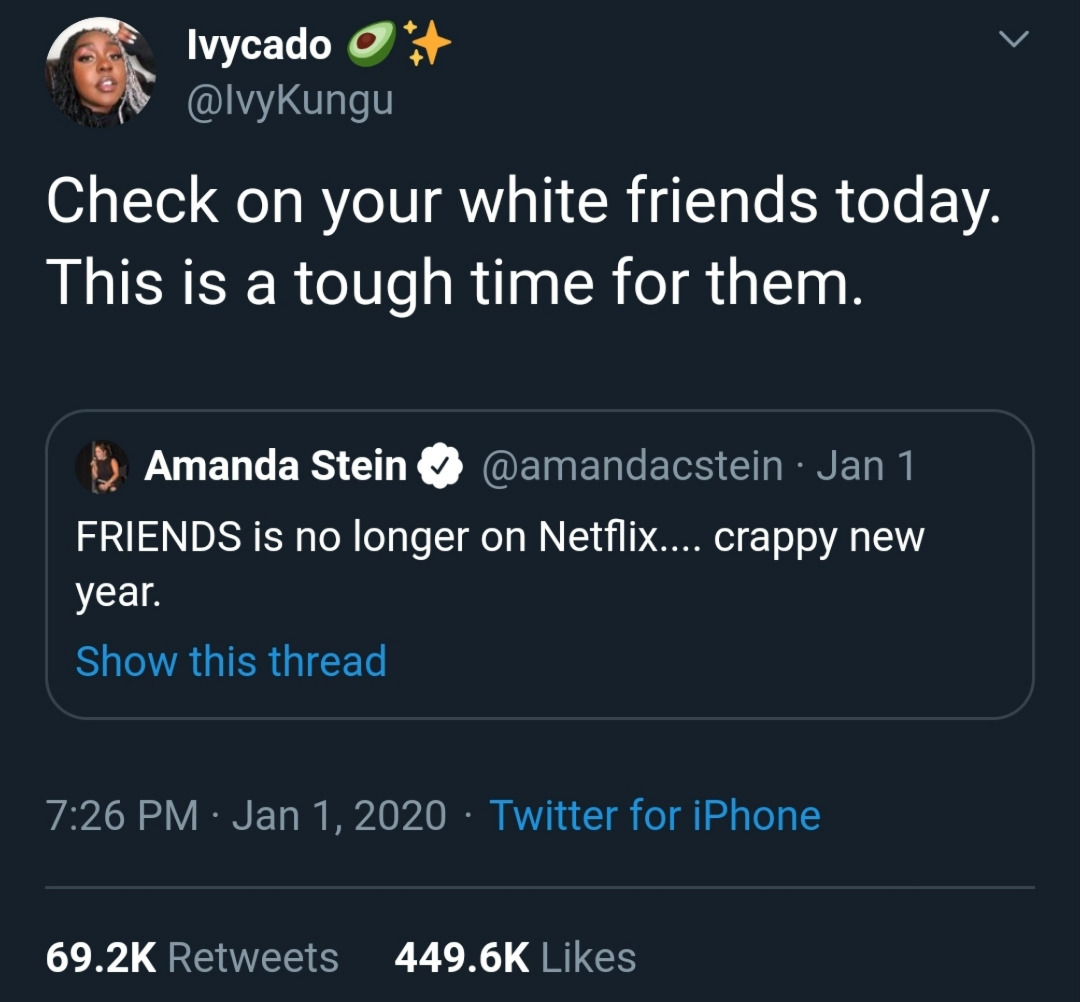 Ivycado 🥑✨
@IvyKungu
Check on your white friends today.
This is a tough time for them.
Amanda Stein @amandacstein · Jan 1
FRIENDS is no longer on Netflix.... crappy new
year.
Show this thread
7:26 PM · Jan 1, 2020 · Twitter for iPhone
69.2K Retweets 449.6K Likes